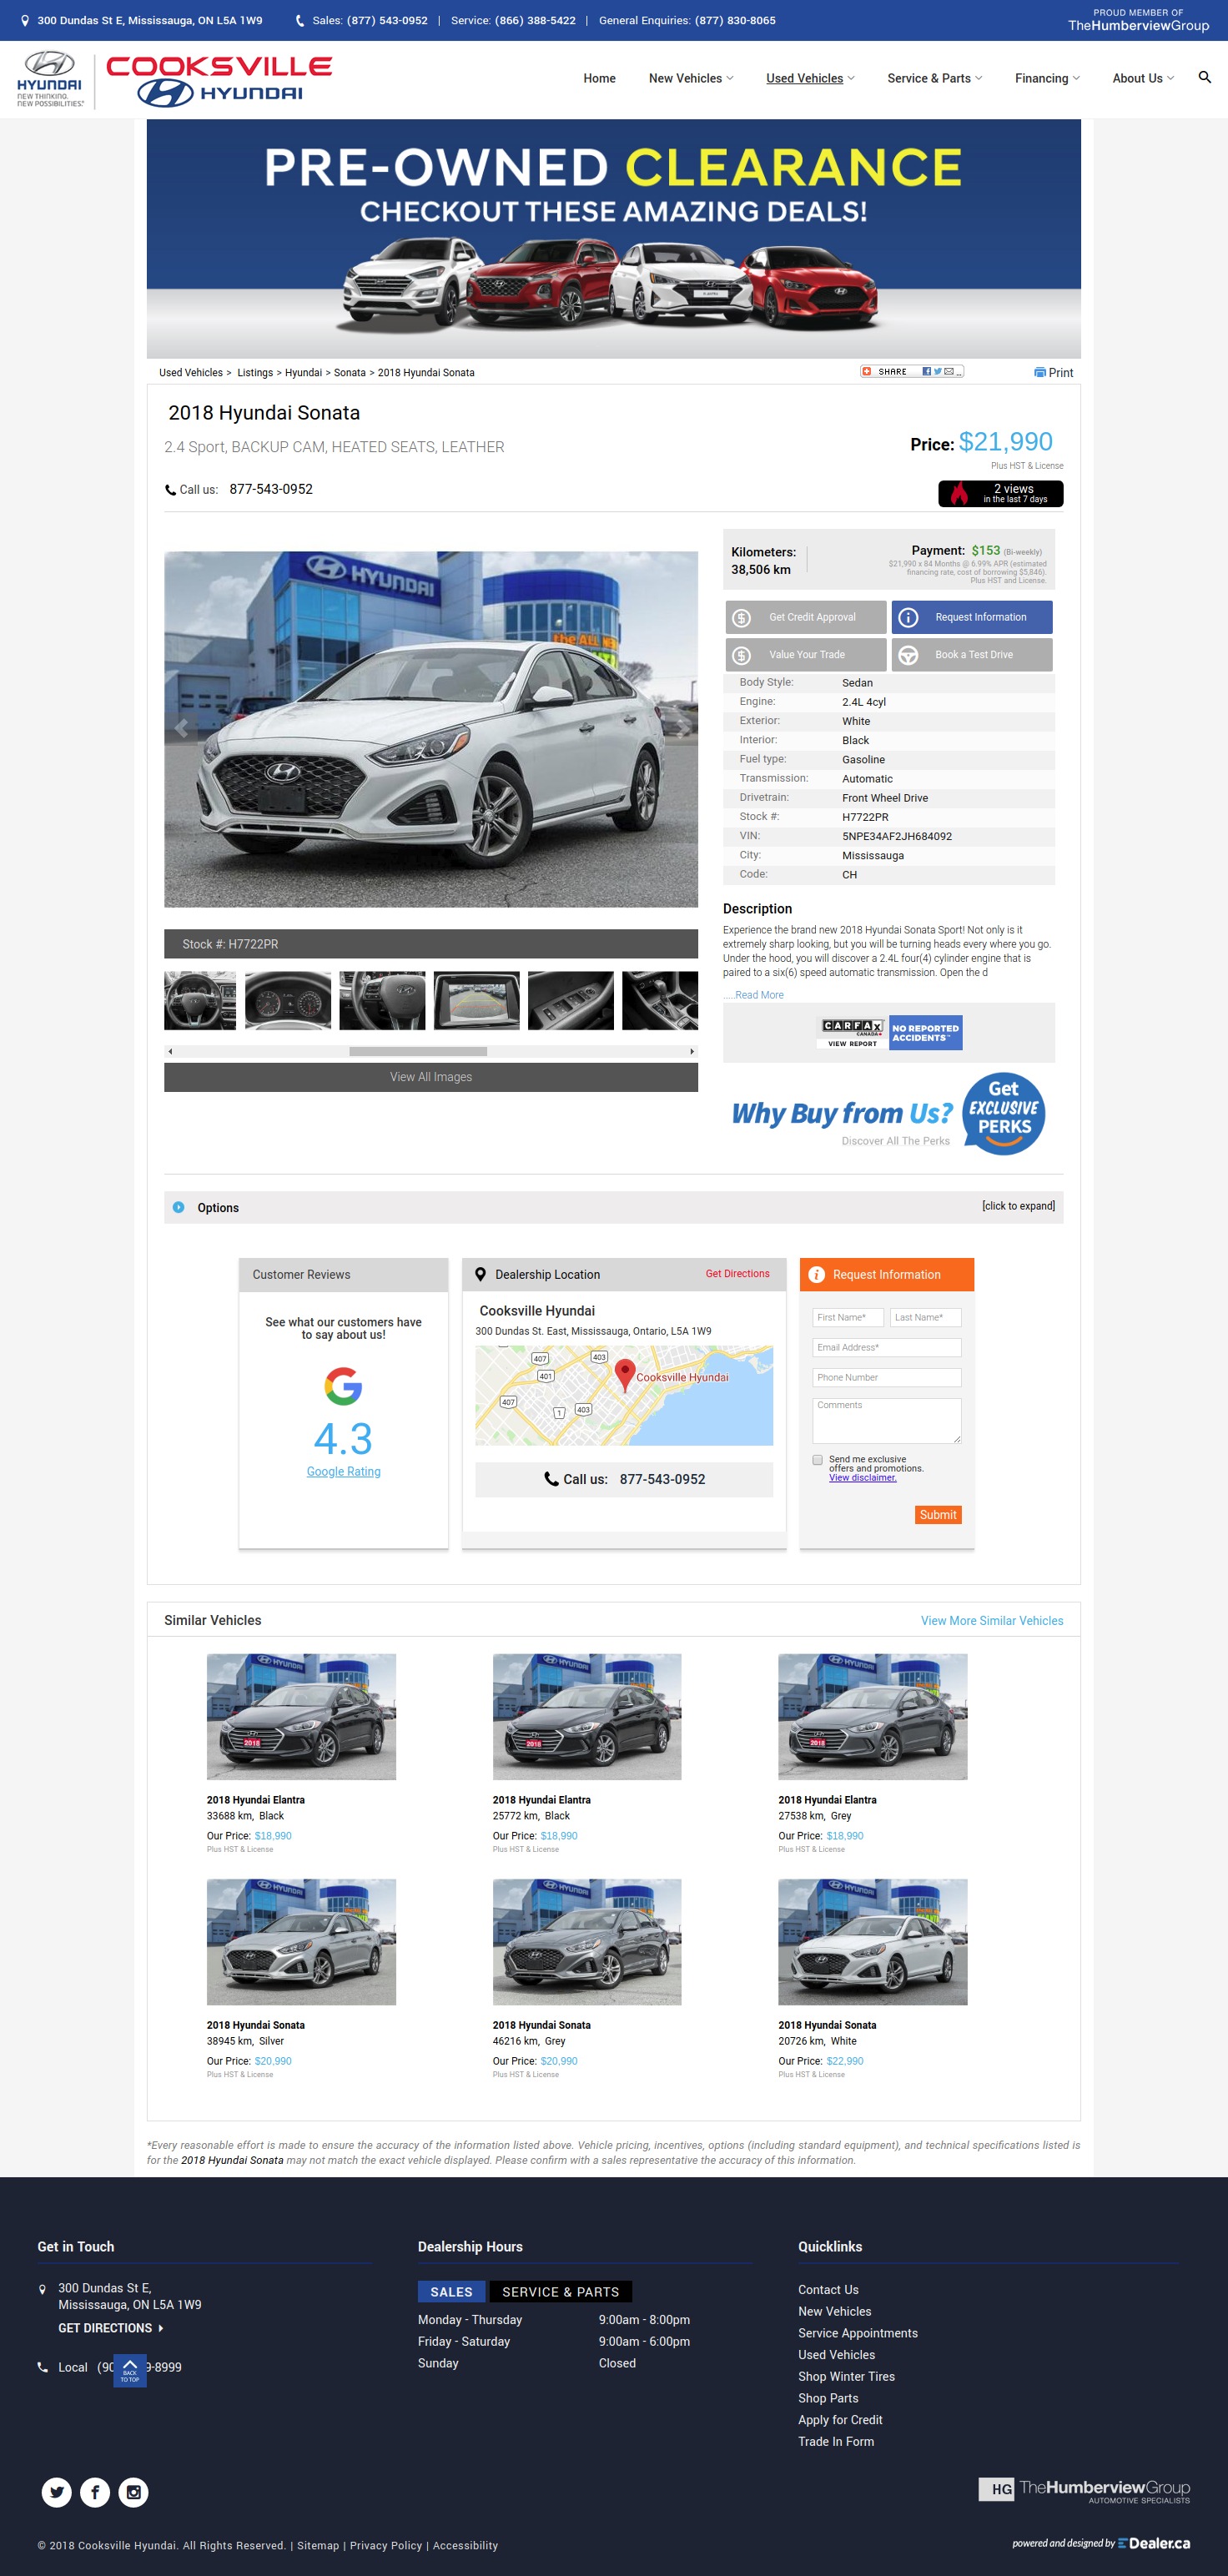 300 Dundas St E, Mississauga, ON L5A 1W9
Sales: (877) 543-0952 | Service: (866) 388-5422 | General Enquiries: (877) 830-8065
PROUD MEMBER OF
TheHumberviewGroup
HYUNDAI
NEW THINKING.
NEW POSSIBILITIES.
COOKSVILLE
HYUNDAI
Home New Vehicles Used Vehicles Service & Parts Financing About Us
PRE-OWNED CLEARANCE
CHECKOUT THESE AMAZING DEALS!
Used Vehicles > Listings > Hyundai > Sonata > 2018 Hyundai Sonata
SHARE
Print
2018 Hyundai Sonata
2.4 Sport, BACKUP CAM, HEATED SEATS, LEATHER
Price: $21,990
Plus HST & License
Call us: 877-543-0952
2 views
in the last 7 days
HYUNDAI
the ALL NEW
Kilometers:
38,506 km
Payment: $153 (Bi-weekly)
$21,990 x 84 Months @ 6.99% APR (estimated
financing rate, cost of borrowing $5,846).
Plus HST and License.
Get Credit Approval
Request Information
Value Your Trade
Book a Test Drive
Body Style: Sedan
Engine: 2.4L 4cyl
Exterior: White
Interior: Black
Fuel type: Gasoline
Transmission: Automatic
Drivetrain: Front Wheel Drive
Stock #: H7722PR
VIN: 5NPE34AF2JH684092
City: Mississauga
Code: CH
Stock #: H7722PR
View All Images
Description
Experience the brand new 2018 Hyundai Sonata Sport! Not only is it
extremely sharp looking, but you will be turning heads every where you go.
Under the hood, you will discover a 2.4L four(4) cylinder engine that is
paired to a six(6) speed automatic transmission. Open the d
.....Read More
CARFAX
CANADA
VIEW REPORT
NO REPORTED
ACCIDENTS™
Why Buy from Us?
Discover All The Perks
Get
EXCLUSIVE
PERKS
Options
[click to expand]
Customer Reviews
See what our customers have
to say about us!
4.3
Google Rating
Dealership Location
Get Directions
Cooksville Hyundai
300 Dundas St. East, Mississauga, Ontario, L5A 1W9
407
403
401
Cooksville Hyundai
407
1
403
Call us: 877-543-0952
Request Information
First Name*
Last Name*
Email Address*
Phone Number
Comments
Send me exclusive
offers and promotions.
View disclaimer.
Submit
Similar Vehicles
View More Similar Vehicles
HYUNDAI
2018
HYUNDAI
2018
HYUNDAI
2018
2018 Hyundai Elantra
33688 km, Black
Our Price: $18,990
Plus HST & License
2018 Hyundai Elantra
25772 km, Black
Our Price: $18,990
Plus HST & License
2018 Hyundai Elantra
27538 km, Grey
Our Price: $18,990
Plus HST & License
HYUNDAI
HYUNDAI
HYUNDAI
2018 Hyundai Sonata
38945 km, Silver
Our Price: $20,990
Plus HST & License
2018 Hyundai Sonata
46216 km, Grey
Our Price: $20,990
Plus HST & License
2018 Hyundai Sonata
20726 km, White
Our Price: $22,990
Plus HST & License
*Every reasonable effort is made to ensure the accuracy of the information listed above. Vehicle pricing, incentives, options (including standard equipment), and technical specifications listed is
for the 2018 Hyundai Sonata may not match the exact vehicle displayed. Please confirm with a sales representative the accuracy of this information.
Get in Touch
300 Dundas St E,
Mississauga, ON L5A 1W9
GET DIRECTIONS
Local (90 9-8999
BACK
TO TOP
Dealership Hours
SALES
SERVICE & PARTS
Monday - Thursday 9:00am - 8:00pm
Friday - Saturday 9:00am - 6:00pm
Sunday Closed
Quicklinks
Contact Us
New Vehicles
Service Appointments
Used Vehicles
Shop Winter Tires
Shop Parts
Apply for Credit
Trade In Form
HG TheHumberviewGroup
AUTOMOTIVE SPECIALISTS
© 2018 Cooksville Hyundai. All Rights Reserved. | Sitemap | Privacy Policy | Accessibility
powered and designed by EDealer.ca